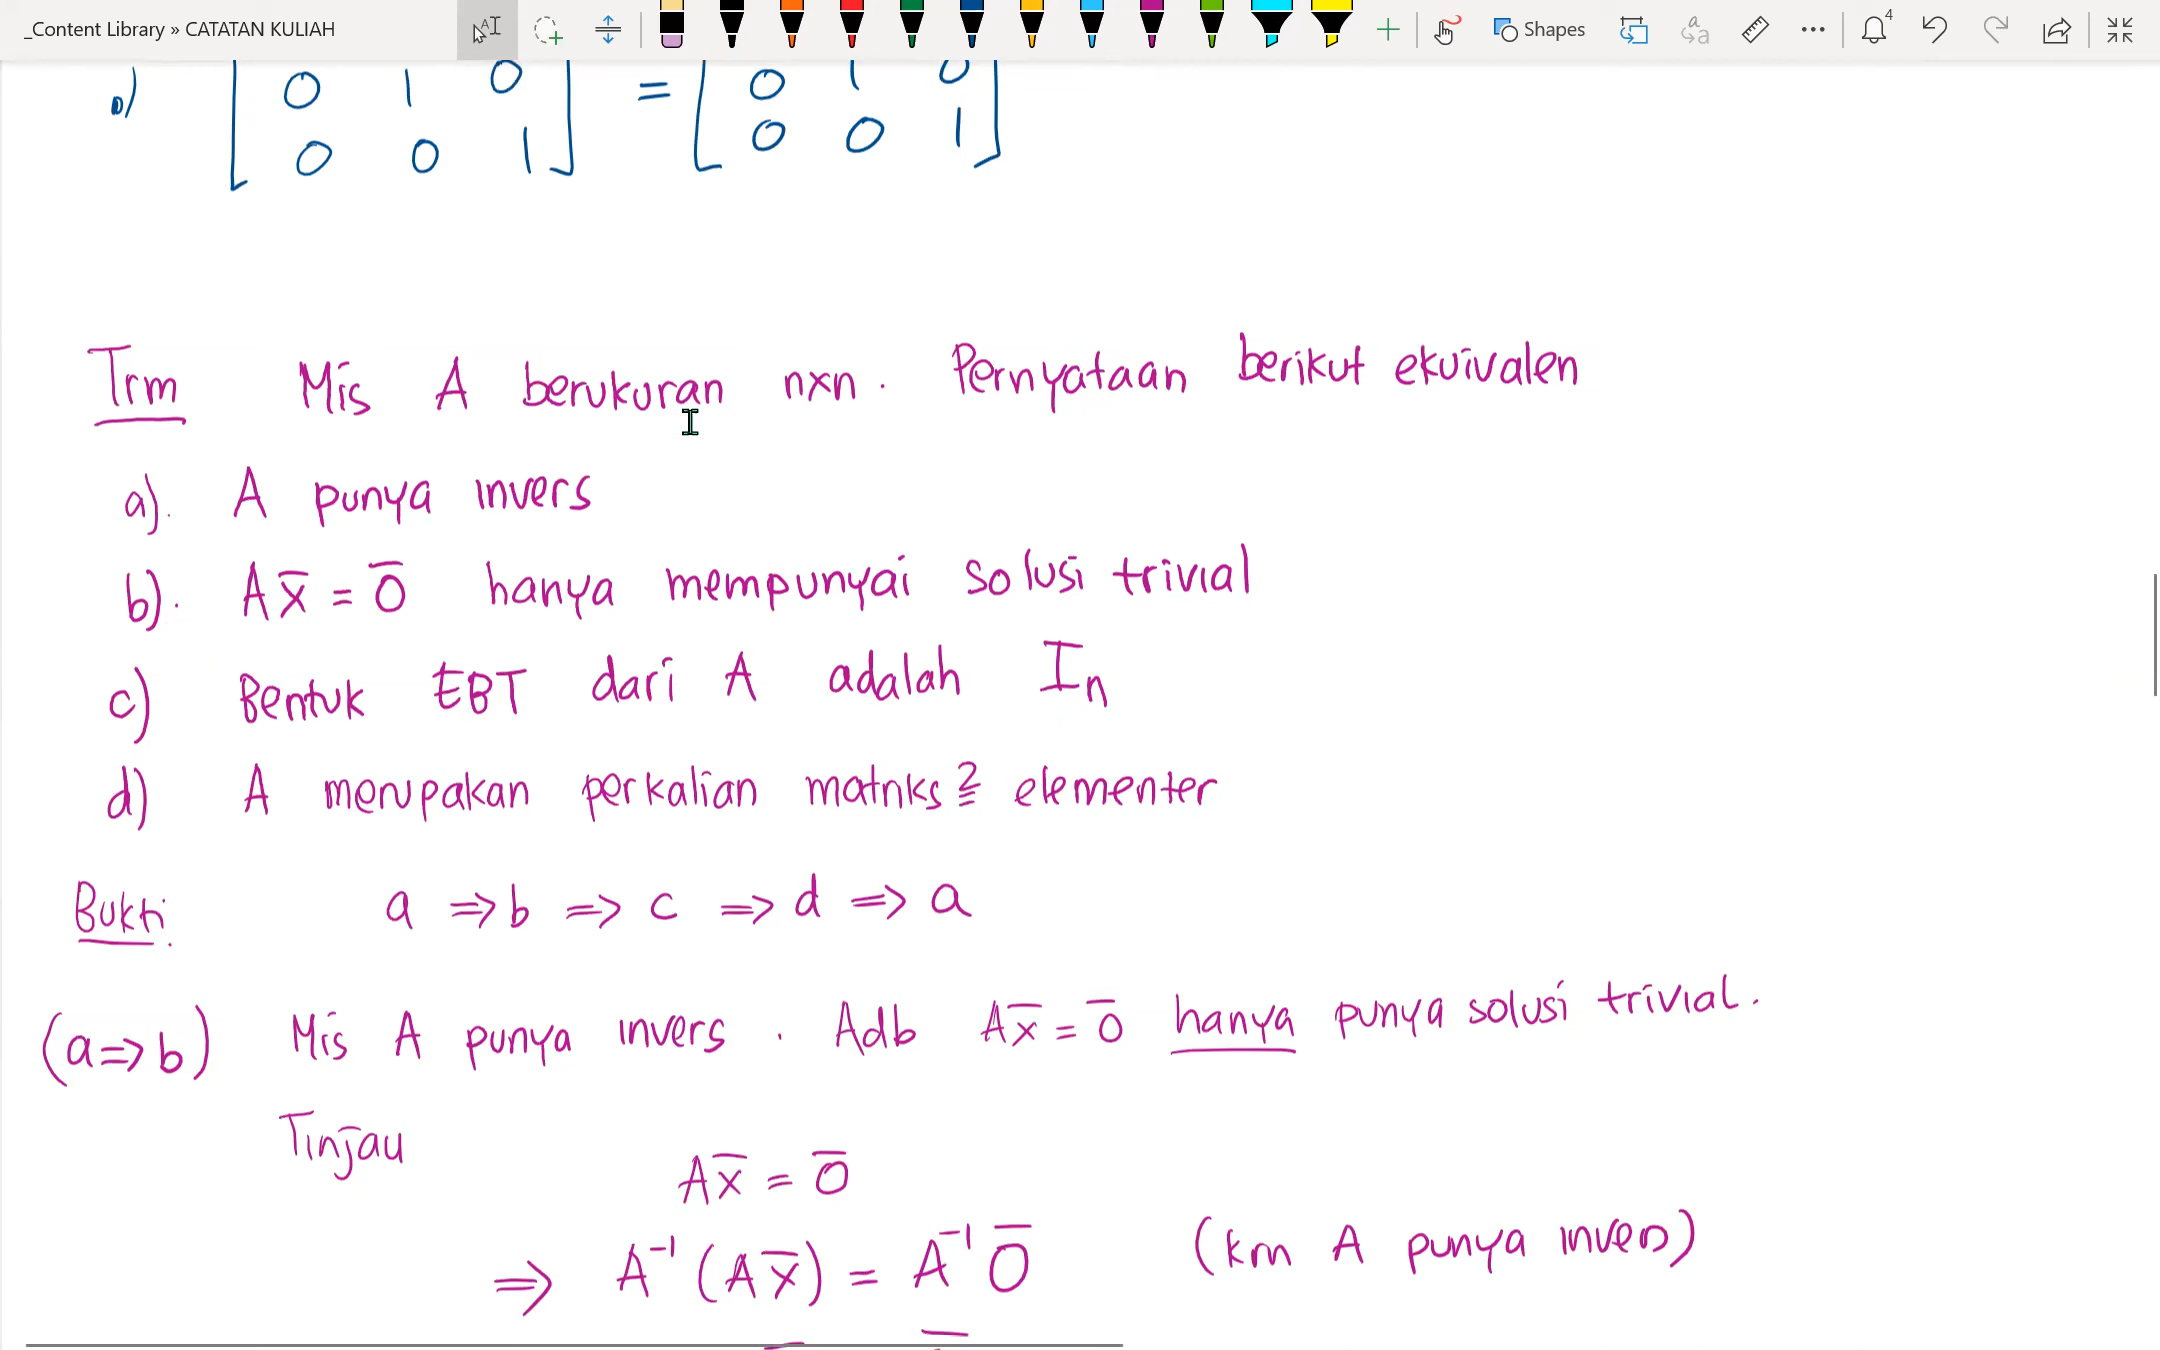 _Content Library » CATATAN KULIAH
Shapes
4
0 1 0 = 0 1 0
0 0 1 0 0 1
Trm Mis A berukuran nxn. Pernyataan berikut ekuivalen
a). A punya invers
b). Ax̅ = 0̅ hanya mempunyai solusi trivial
c) Bentuk EBT dari A adalah Iₙ
d) A merupakan perkalian matriks² elementer
Bukti. a => b => c => d => a
(a=>b) Mis A punya invers. Adb Ax̅ = 0̅ hanya punya solusi trivial.
Tinjau
Ax̅ = 0̅
=> A⁻¹(Ax̅) = A⁻¹0̅ (krn A punya invers)